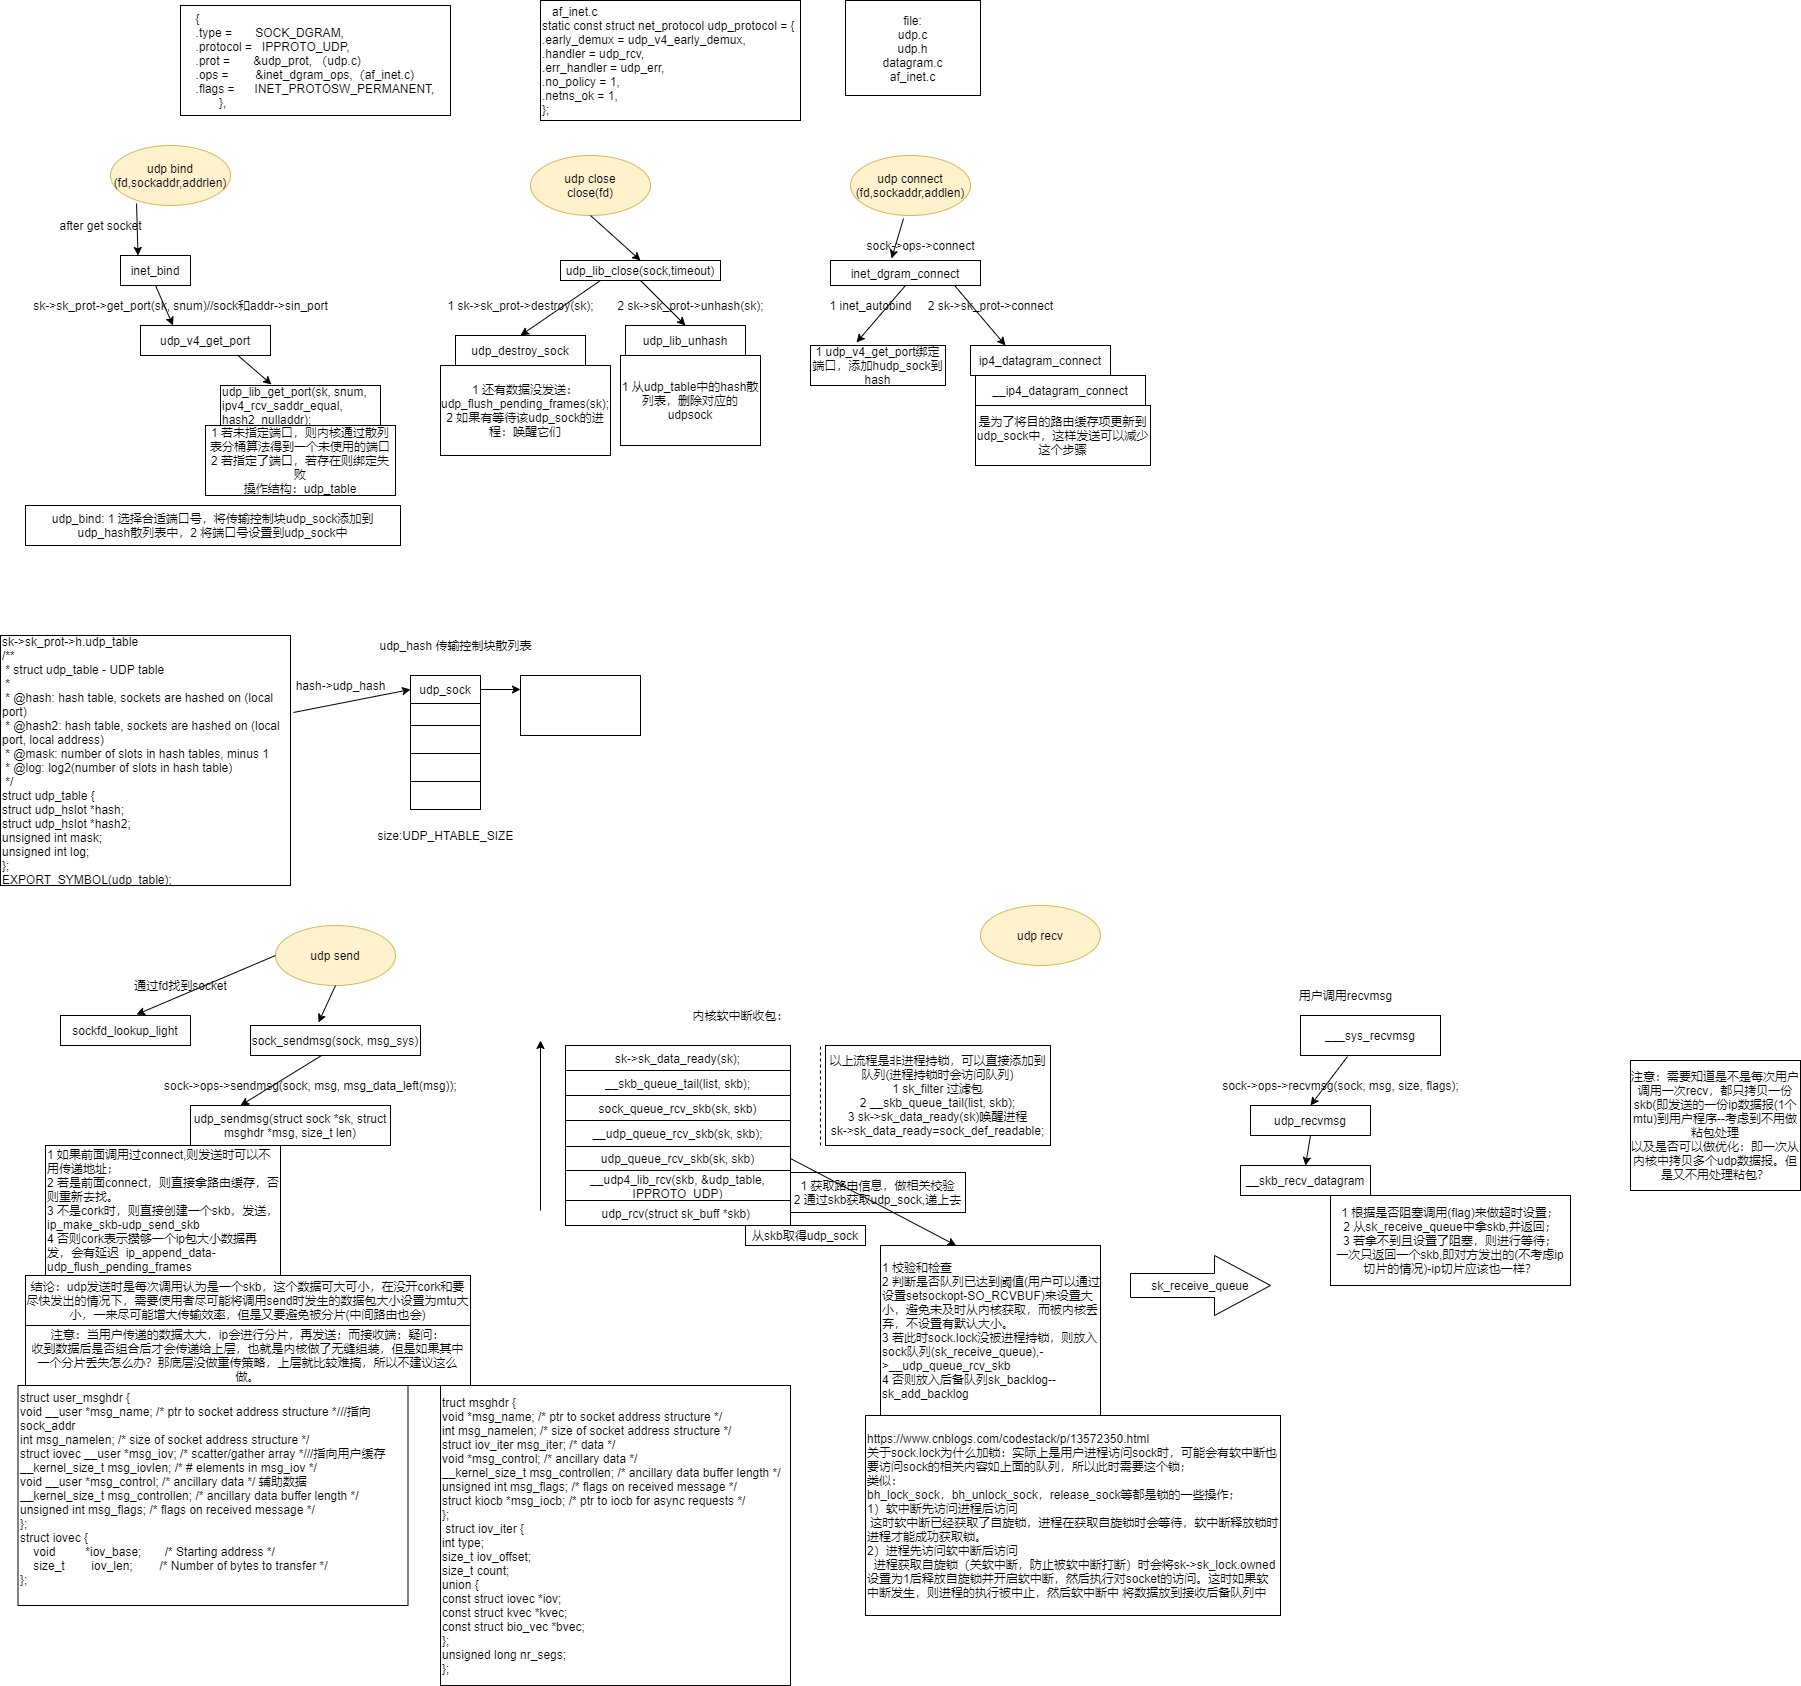 {
.type =       SOCK_DGRAM,
.protocol =   IPPROTO_UDP,
.prot =       &udp_prot,   (udp.c)
.ops =        &inet_dgram_ops,  (af_inet.c)
.flags =      INET_PROTOSW_PERMANENT,
},
af_inet.c
static const struct net_protocol udp_protocol = {
.early_demux = udp_v4_early_demux,
.handler = udp_rcv,
.err_handler = udp_err,
.no_policy = 1,
.netns_ok = 1,
};
file:
udp.c
udp.h
datagram.c
af_inet.c
udp bind
(fd,sockaddr,addrlen)
after get socket
inet_bind
sk->sk_prot->get_port(sk, snum)//sock和addr->sin_port
udp_v4_get_port
udp_lib_get_port(sk, snum,
ipv4_rcv_saddr_equal,
hash2_nulladdr);
1 若未指定端口，则内核通过散列
表分桶算法得到一个未使用的端口
2 若指定了端口，若存在则绑定失
败
操作结构：udp_table
udp_bind: 1 选择合适端口号，将传输控制块udp_sock添加到
udp_hash散列表中，2 将端口号设置到udp_sock中
udp close
close(fd)
udp_lib_close(sock,timeout)
1 sk->sk_prot->destroy(sk);
2 sk->sk_prot->unhash(sk);
udp_destroy_sock
1 还有数据没发送：
udp_flush_pending_frames(sk);
2 如果有等待该udp_sock的进
程：唤醒它们
udp_lib_unhash
1 从udp_table中的hash散
列表，删除对应的
udpsock
udp connect
(fd,sockaddr,addlen)
sock->ops->connect
inet_dgram_connect
1 inet_autobind
2 sk->sk_prot->connect
1 udp_v4_get_port绑定
端口，添加hudp_sock到
hash
ip4_datagram_connect
__ip4_datagram_connect
是为了将目的路由缓存项更新到
udp_sock中，这样发送可以减少
这个步骤
sk->sk_prot->h.udp_table
/**
* struct udp_table - UDP table
*
* @hash: hash table, sockets are hashed on (local
port)
* @hash2: hash table, sockets are hashed on (local
port, local address)
* @mask: number of slots in hash tables, minus 1
* @log: log2(number of slots in hash table)
*/
struct udp_table {
struct udp_hslot *hash;
struct udp_hslot *hash2;
unsigned int mask;
unsigned int log;
};
EXPORT_SYMBOL(udp_table);
udp_hash 传输控制块散列表
hash->udp_hash
udp_sock
size:UDP_HTABLE_SIZE
udp send
通过fd找到socket
sockfd_lookup_light
sock_sendmsg(sock, msg_sys)
sock->ops->sendmsg(sock, msg, msg_data_left(msg));
udp_sendmsg(struct sock *sk, struct
msghdr *msg, size_t len)
1 如果前面调用过connect,则发送时可以不
用传递地址；
2 若是前面connect，则直接拿路由缓存，否
则重新去找。
3 不是cork时，则直接创建一个skb，发送，
ip_make_skb-udp_send_skb
4 否则cork表示攒够一个ip包大小数据再
发，会有延迟  ip_append_data-
udp_flush_pending_frames
结论：udp发送时是每次调用认为是一个skb，这个数据可大可小，在没开cork和要
尽快发出的情况下，需要使用者尽可能将调用send时发生的数据包大小设置为mtu大
小，一来尽可能增大传输效率，但是又要避免被分片(中间路由也会)
注意：当用户传递的数据太大，ip会进行分片，再发送；而接收端：疑问：
收到数据后是否组合后才会传递给上层，也就是内核做了无缝组装，但是如果其中
一个分片丢失怎么办？那底层没做重传策略，上层就比较难搞，所以不建议这么
做。
struct user_msghdr {
void __user *msg_name; /* ptr to socket address structure *///指向
sock_addr
int msg_namelen; /* size of socket address structure */
struct iovec __user *msg_iov; /* scatter/gather array *///指向用户缓存
__kernel_size_t msg_iovlen; /* # elements in msg_iov */
void __user *msg_control; /* ancillary data */ 辅助数据
__kernel_size_t msg_controllen; /* ancillary data buffer length */
unsigned int msg_flags; /* flags on received message */
};
struct iovec {
void         *iov_base;       /* Starting address */
size_t        iov_len;        /* Number of bytes to transfer */
};
truct msghdr {
void *msg_name; /* ptr to socket address structure */
int msg_namelen; /* size of socket address structure */
struct iov_iter msg_iter; /* data */
void *msg_control; /* ancillary data */
__kernel_size_t msg_controllen; /* ancillary data buffer length */
unsigned int msg_flags; /* flags on received message */
struct kiocb *msg_iocb; /* ptr to iocb for async requests */
};
struct iov_iter {
int type;
size_t iov_offset;
size_t count;
union {
const struct iovec *iov;
const struct kvec *kvec;
const struct bio_vec *bvec;
};
unsigned long nr_segs;
};
udp recv
内核软中断收包：
sk->sk_data_ready(sk);
__skb_queue_tail(list, skb);
sock_queue_rcv_skb(sk, skb)
__udp_queue_rcv_skb(sk, skb);
udp_queue_rcv_skb(sk, skb)
__udp4_lib_rcv(skb, &udp_table,
IPPROTO_UDP)
udp_rcv(struct sk_buff *skb)
从skb取得udp_sock
以上流程是非进程持锁，可以直接添加到
队列(进程持锁时会访问队列)
1 sk_filter 过滤包
2 __skb_queue_tail(list, skb);
3 sk->sk_data_ready(sk)唤醒进程
sk->sk_data_ready=sock_def_readable;
1 获取路由信息，做相关校验
2 通过skb获取udp_sock,递上去
1 校验和检查
2 判断是否队列已达到阈值(用户可以通过
设置setsockopt-SO_RCVBUF)来设置大
小，避免未及时从内核获取，而被内核丢
弃，不设置有默认大小。
3 若此时sock.lock没被进程持锁，则放入
sock队列(sk_receive_queue),-
>__udp_queue_rcv_skb
4 否则放入后备队列sk_backlog--
sk_add_backlog
https://www.cnblogs.com/codestack/p/13572350.html
关于sock.lock为什么加锁：实际上是用户进程访问sock时，可能会有软中断也
要访问sock的相关内容如上面的队列，所以此时需要这个锁；
类似：
bh_lock_sock，bh_unlock_sock，release_sock等都是锁的一些操作；
1）软中断先访问进程后访问
这时软中断已经获取了自旋锁，进程在获取自旋锁时会等待，软中断释放锁时
进程才能成功获取锁。
2）进程先访问软中断后访问
进程获取自旋锁（关软中断，防止被软中断打断）时会将sk->sk_lock.owned
设置为1后释放自旋锁并开启软中断，然后执行对socket的访问。这时如果软
中断发生，则进程的执行被中止，然后软中断中 将数据放到接收后备队列中
sk_receive_queue
用户调用recvmsg
___sys_recvmsg
sock->ops->recvmsg(sock, msg, size, flags);
udp_recvmsg
__skb_recv_datagram
1 根据是否阻塞调用(flag)来做超时设置；
2 从sk_receive_queue中拿skb,并返回；
3 若拿不到且设置了阻塞，则进行等待；
一次只返回一个skb,即对方发出的(不考虑ip
切片的情况)-ip切片应该也一样？
注意：需要知道是不是每次用户
调用一次recv，都只拷贝一份
skb(即发送的一份ip数据报(1个
mtu)到用户程序--考虑到不用做
粘包处理
以及是否可以做优化：即一次从
内核中拷贝多个udp数据报。但
是又不用处理粘包？